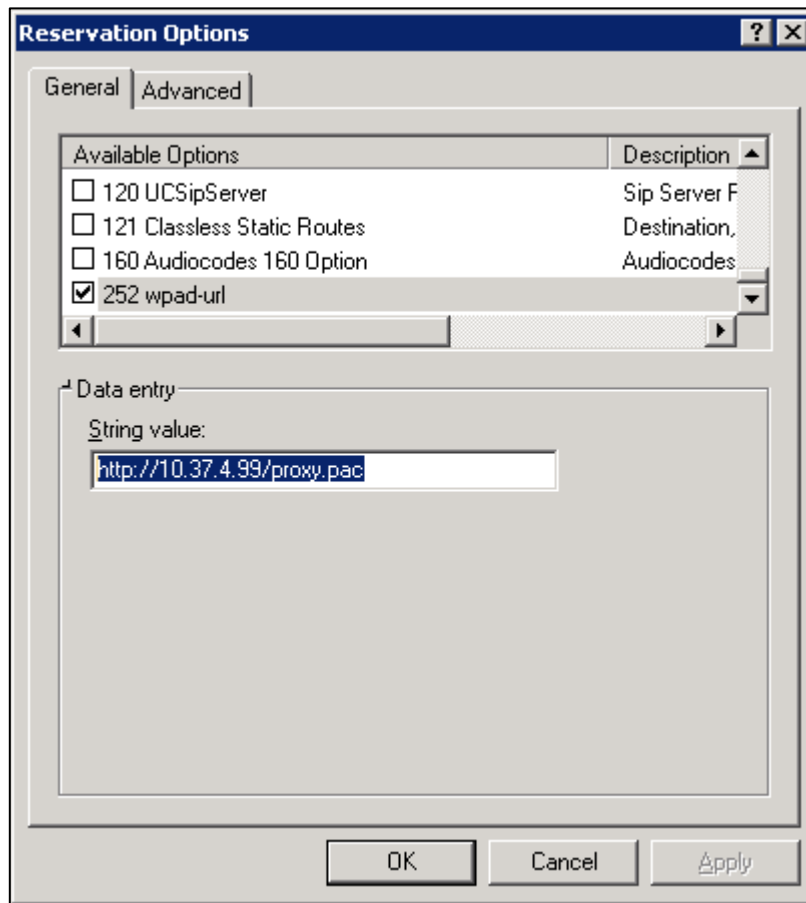 Reservation Options
General Advanced
Available Options Description
120 UCSipServer Sip Server F
121 Classless Static Routes Destination,
160 Audiocodes 160 Option Audiocodes
252 wpad-url
Data entry
String value:
http://10.37.4.99/proxy.pac
OK Cancel Apply